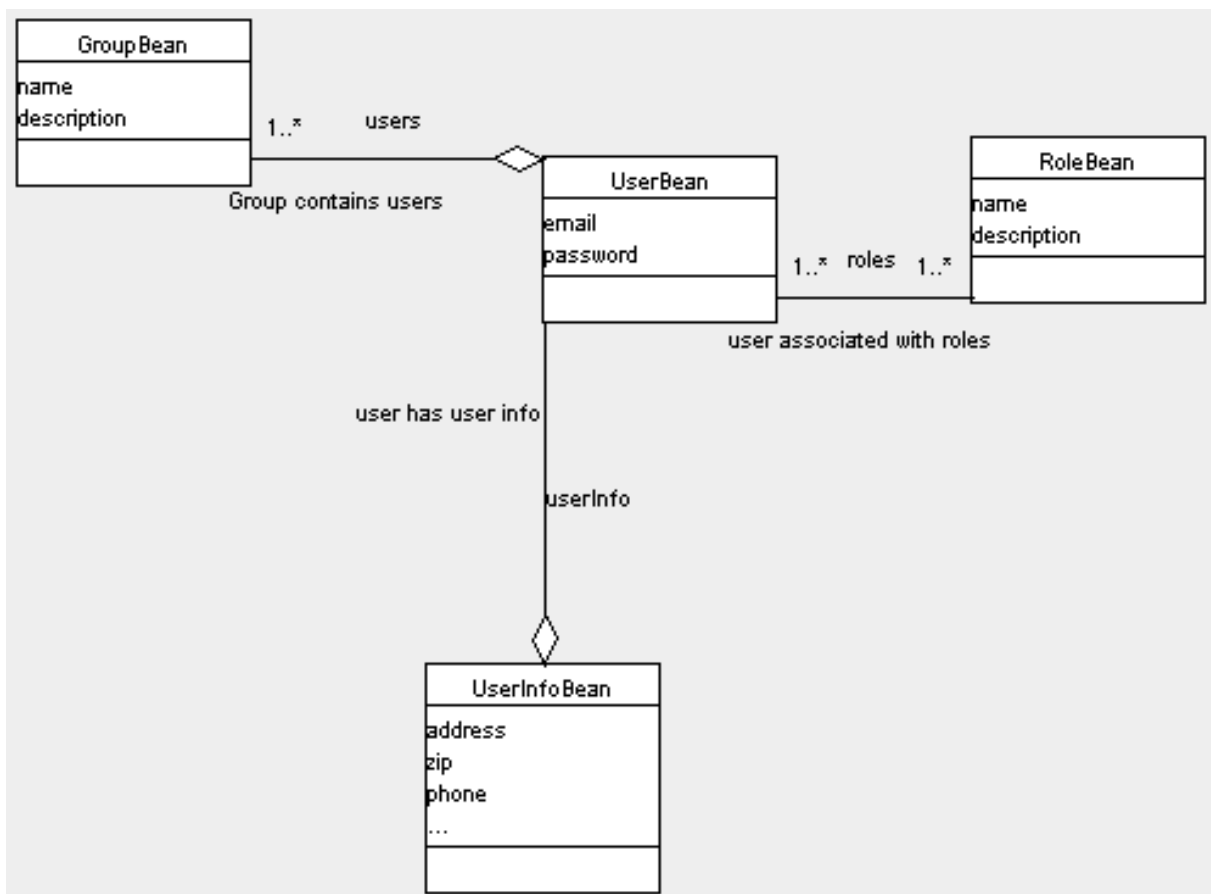 GroupBean
name
description
1..* users
Group contains users
UserBean
email
password
RoleBean
name
description
1..* roles 1..*
user associated with roles
user has user info
userInfo
UserInfoBean
address
zip
phone
...